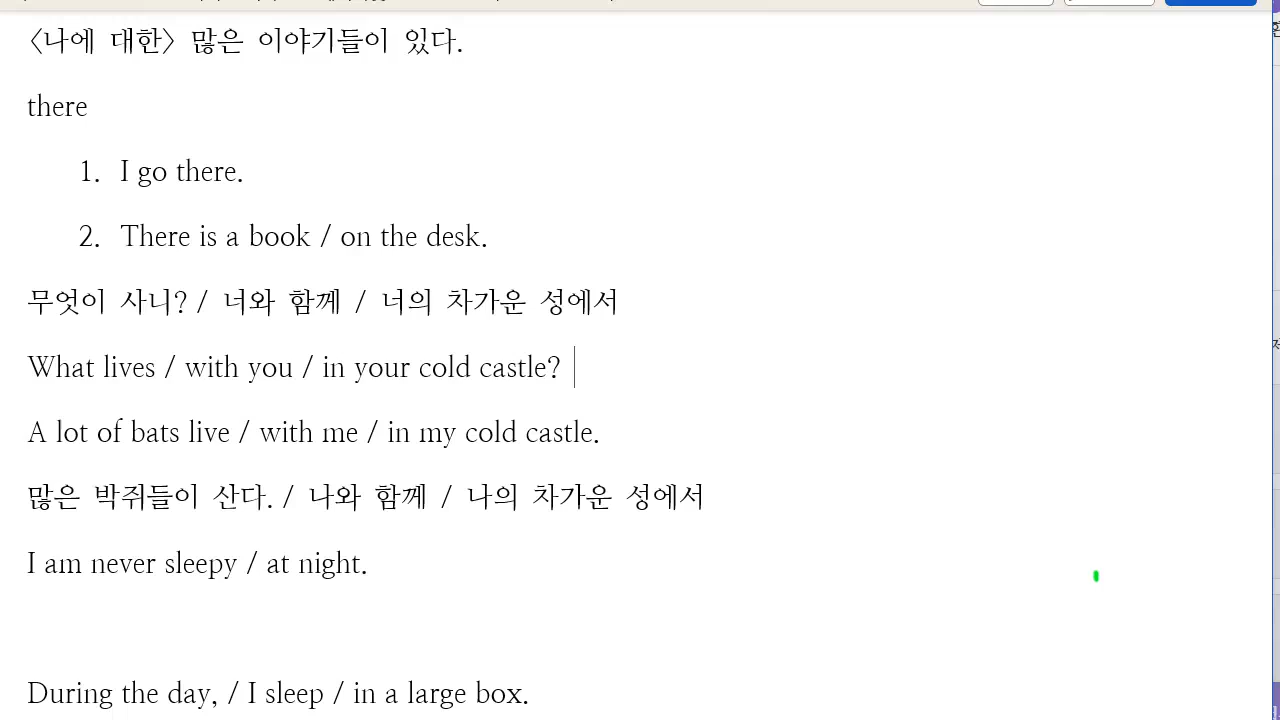 〈나에 대한〉 많은 이야기들이 있다.
there
1. I go there.
2. There is a book / on the desk.
무엇이 사니? / 너와 함께 / 너의 차가운 성에서
What lives / with you / in your cold castle?
A lot of bats live / with me / in my cold castle.
많은 박쥐들이 산다. / 나와 함께 / 나의 차가운 성에서
I am never sleepy / at night.
During the day, / I sleep / in a large box.